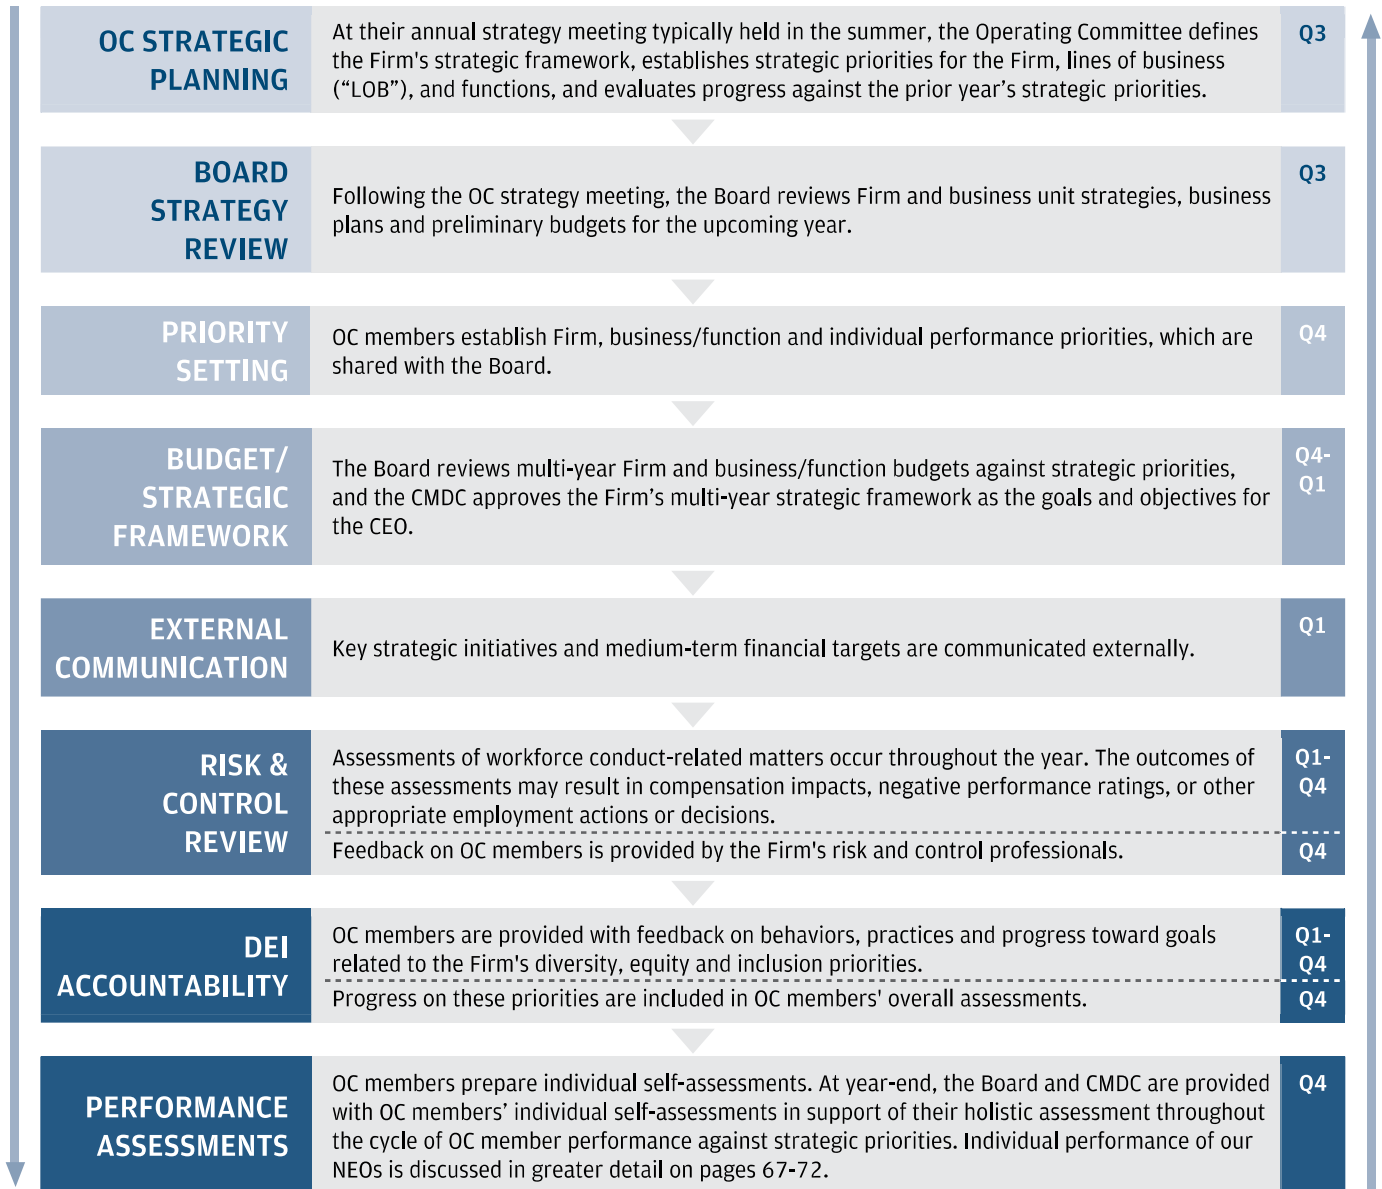 OC STRATEGIC
PLANNING
At their annual strategy meeting typically held in the summer, the Operating Committee defines
the Firm's strategic framework, establishes strategic priorities for the Firm, lines of business
(“LOB”), and functions, and evaluates progress against the prior year’s strategic priorities.
Q3
BOARD
STRATEGY
REVIEW
Following the OC strategy meeting, the Board reviews Firm and business unit strategies, business
plans and preliminary budgets for the upcoming year.
Q3
PRIORITY
SETTING
OC members establish Firm, business/function and individual performance priorities, which are
shared with the Board.
Q4
BUDGET/
STRATEGIC
FRAMEWORK
The Board reviews multi-year Firm and business/function budgets against strategic priorities,
and the CMDC approves the Firm’s multi-year strategic framework as the goals and objectives for
the CEO.
Q4-
Q1
EXTERNAL
COMMUNICATION
Key strategic initiatives and medium-term financial targets are communicated externally.
Q1
RISK &
CONTROL
REVIEW
Assessments of workforce conduct-related matters occur throughout the year. The outcomes of
these assessments may result in compensation impacts, negative performance ratings, or other
appropriate employment actions or decisions.
Q1-
Q4
Feedback on OC members is provided by the Firm's risk and control professionals.
Q4
DEI
ACCOUNTABILITY
OC members are provided with feedback on behaviors, practices and progress toward goals
related to the Firm's diversity, equity and inclusion priorities.
Q1-
Q4
Progress on these priorities are included in OC members' overall assessments.
Q4
PERFORMANCE
ASSESSMENTS
OC members prepare individual self-assessments. At year-end, the Board and CMDC are provided
with OC members’ individual self-assessments in support of their holistic assessment throughout
the cycle of OC member performance against strategic priorities. Individual performance of our
NEOs is discussed in greater detail on pages 67-72.
Q4